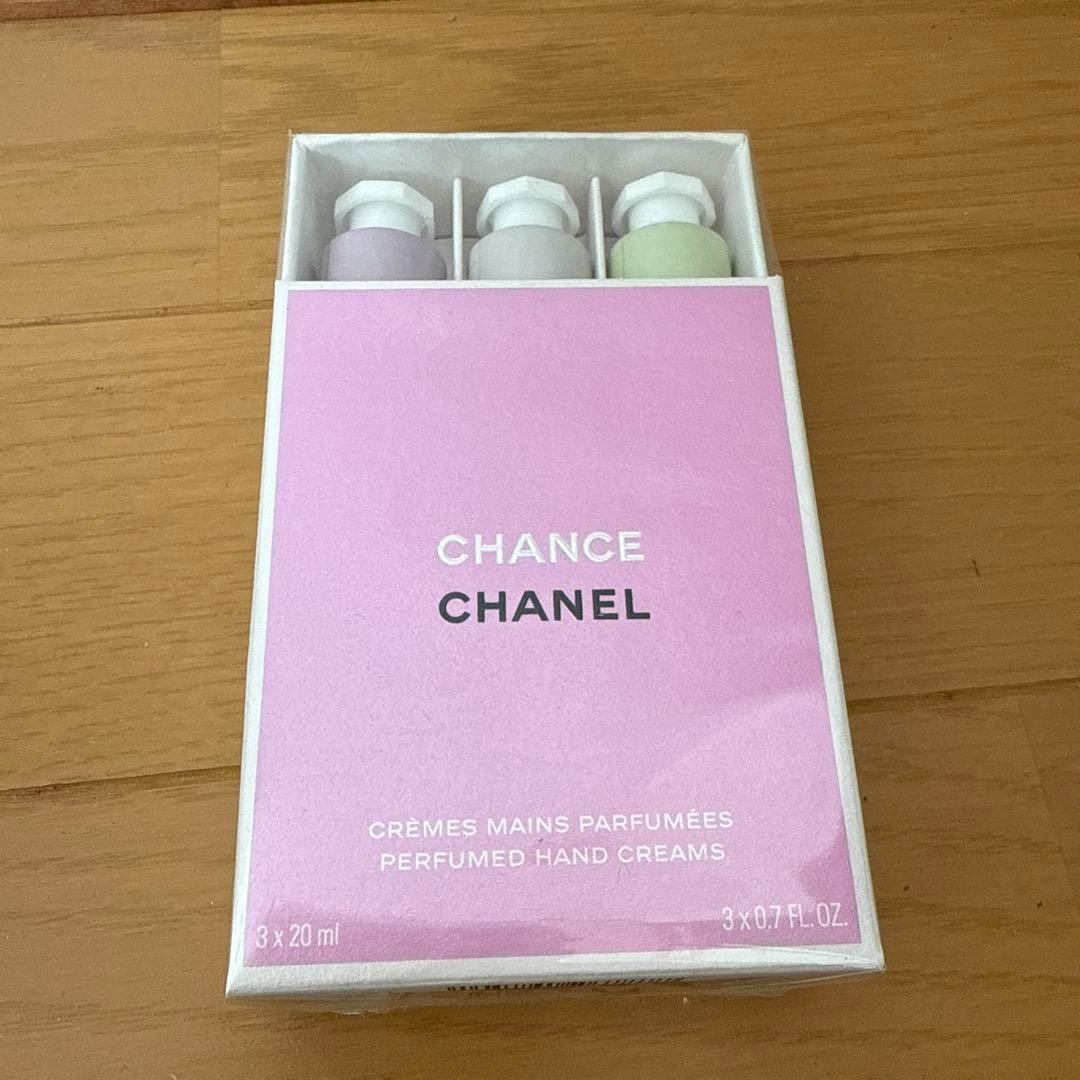 CHANCE
CHANEL
CRÈMES MAINS PARFUMÉES
PERFUMED HAND CREAMS
3 x 20 ml
3 x 0,7 FL. OZ.